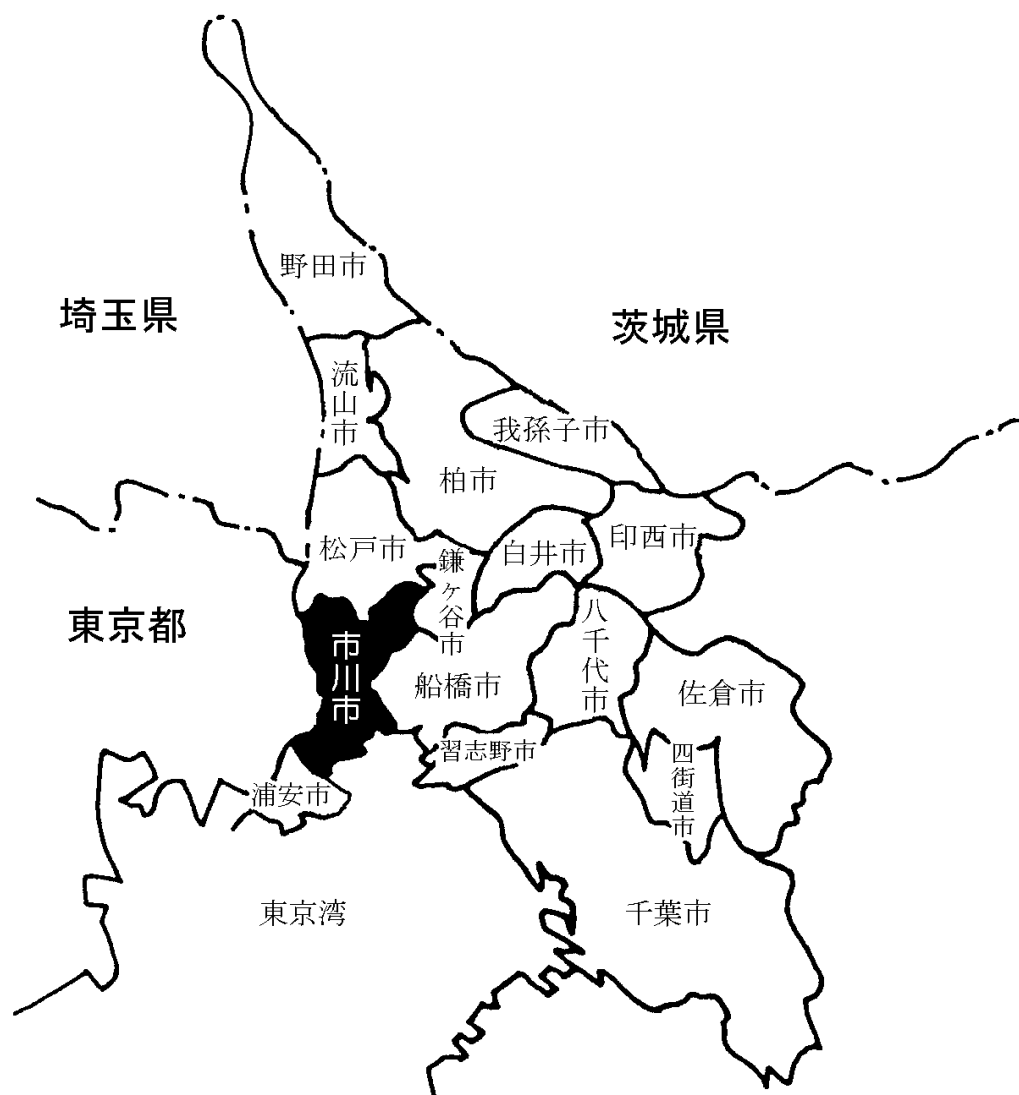 野田市
埼玉県
茨城県
流山市
我孫子市
柏市
印西市
松戸市
白井市
鎌ヶ谷市
東京都
八千代市
市川市
船橋市
佐倉市
習志野市
四街道市
浦安市
東京湾
千葉市